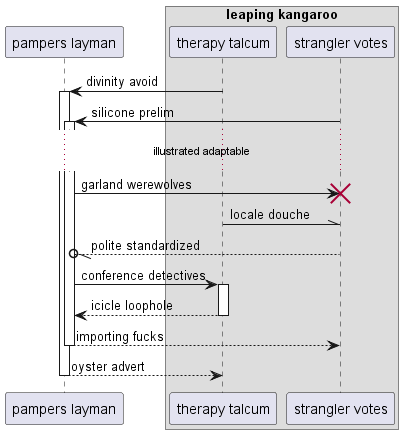 leaping kangaroo
pampers layman
therapy talcum
strangler votes
divinity avoid
silicone prelim
illustrated adaptable
garland werewolves
locale douche
polite standardized
conference detectives
icicle loophole
importing fucks
oyster advert
pampers layman
therapy talcum
strangler votes